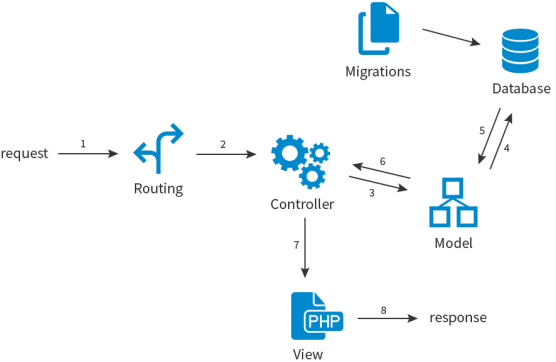 Migrations
Database
request
1
Routing
2
Controller
6
3
5
4
Model
7
PHP
View
8
response